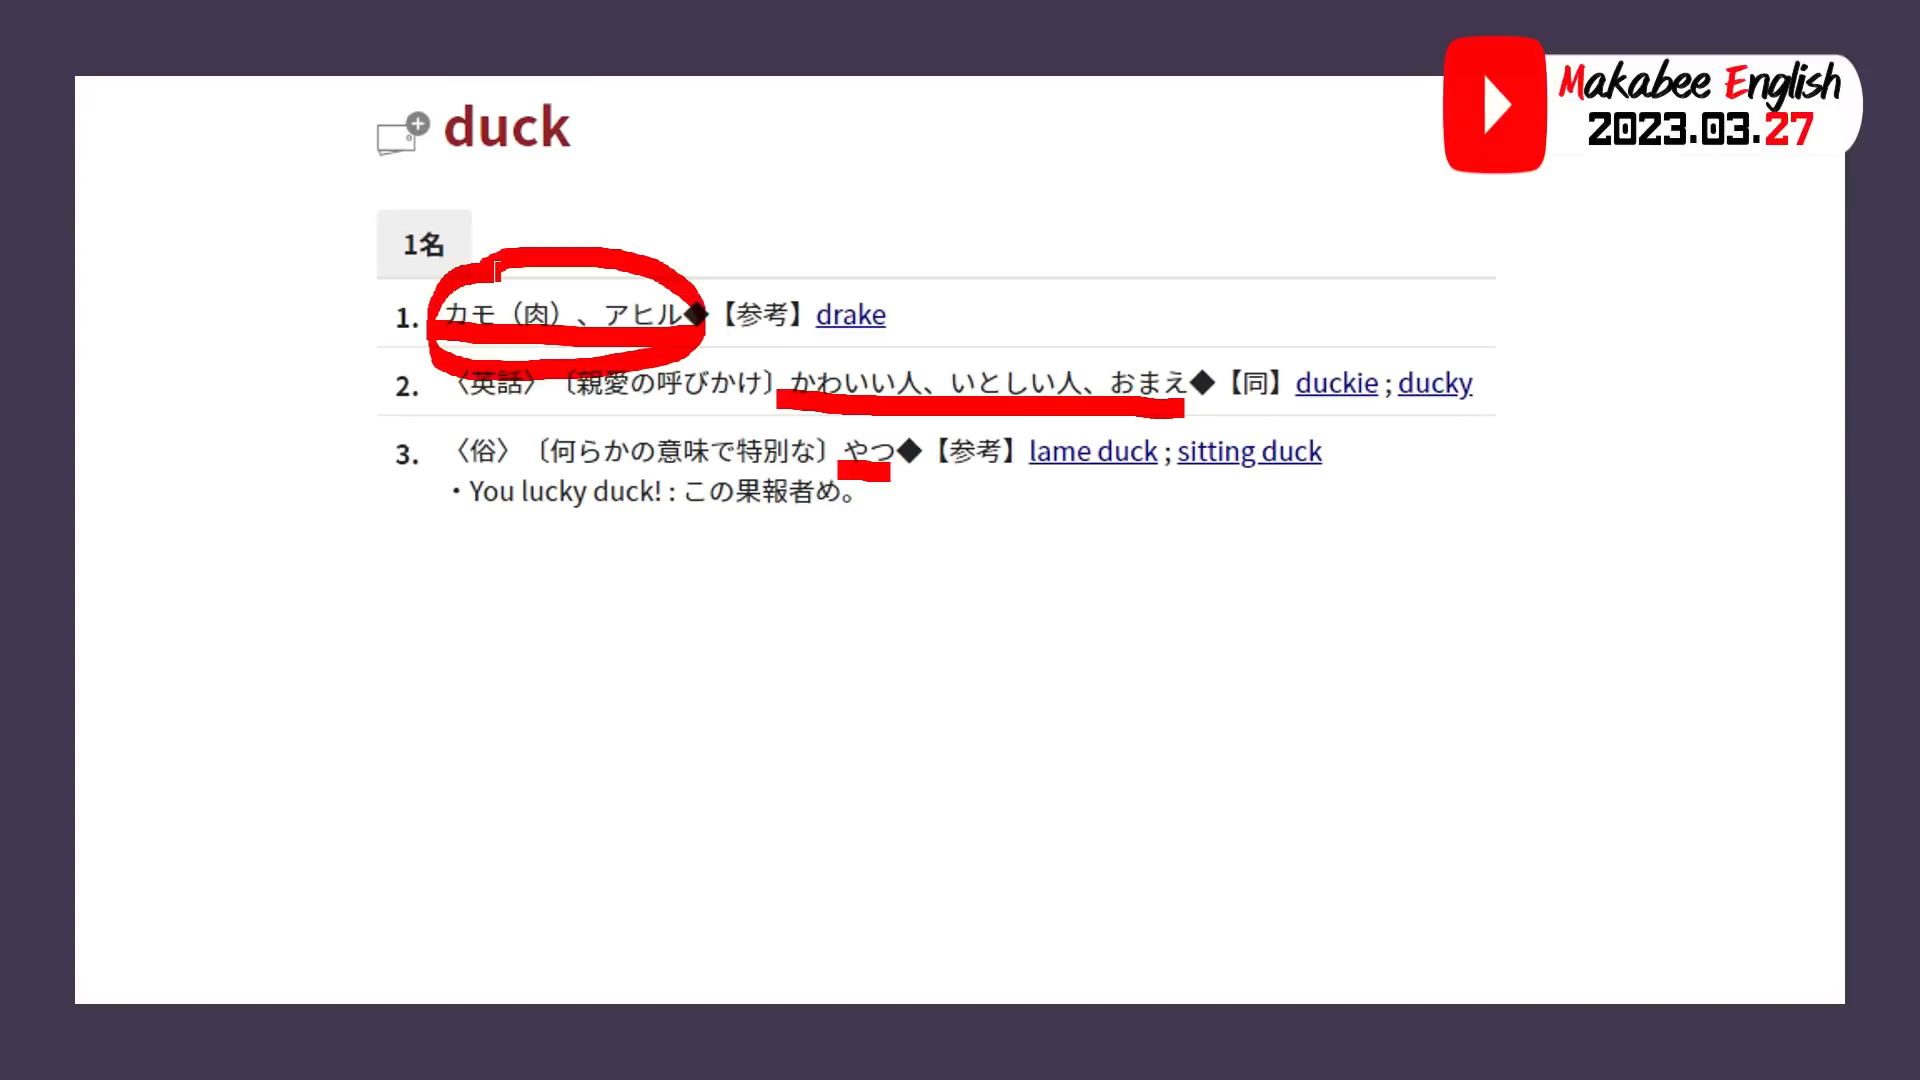 Makabee English
2023.03.27
duck
1名
1. カモ（肉）、アヒル◆【参考】drake
2. 〈英話〉〔親愛の呼びかけ〕かわいい人、いとしい人、おまえ◆【同】duckie ; ducky
3. 〈俗〉〔何らかの意味で特別な〕やつ◆【参考】lame duck ; sitting duck
・You lucky duck! : この果報者め。